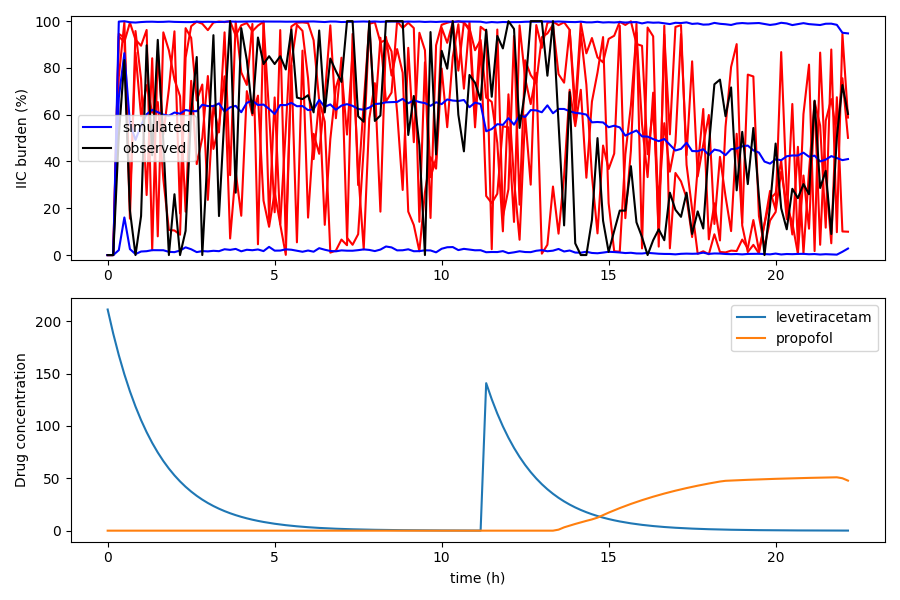 100
80
60
40
20
0
IIC burden (%)
simulated
observed
0 5 10 15 20
200
150
100
50
0
Drug concentration
levetiracetam
propofol
0 5 10 15 20
time (h)